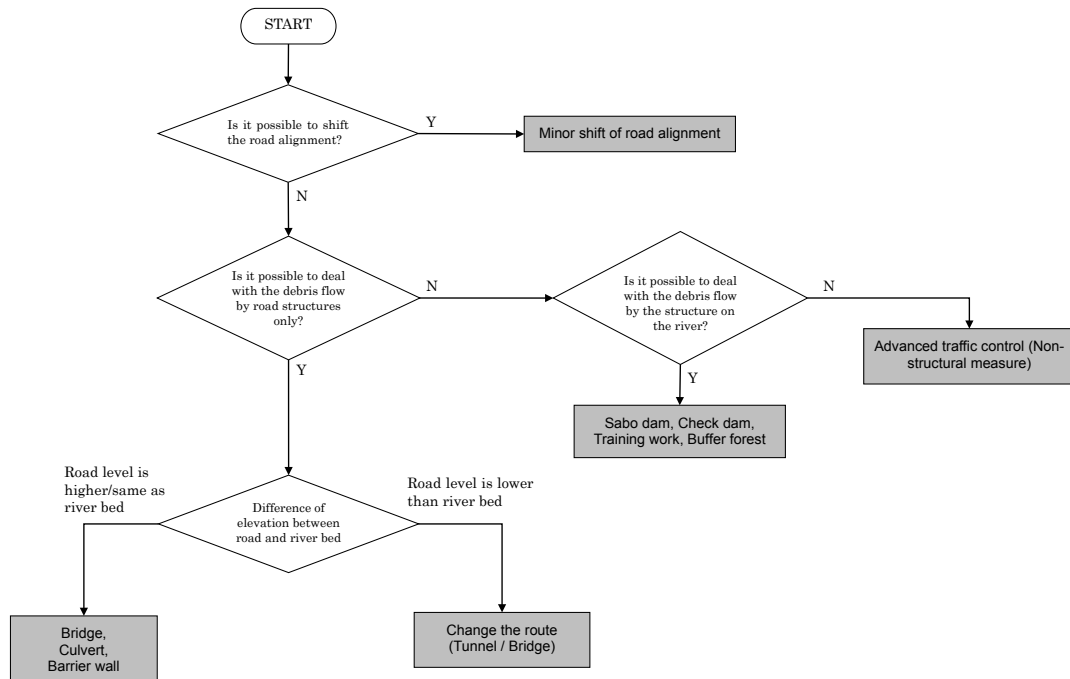 START
Is it possible to shift
the road alignment?
Y
Minor shift of road alignment
N
Is it possible to deal
with the debris flow
by road structures
only?
N
Is it possible to deal
with the debris flow
by the structure on
the river?
N
Advanced traffic control (Non-
structural measure)
Y
Y
Sabo dam, Check dam,
Training work, Buffer forest
Road level is
higher/same as
river bed
Difference of
elevation between
road and river bed
Road level is lower
than river bed
Bridge,
Culvert,
Barrier wall
Change the route
(Tunnel / Bridge)